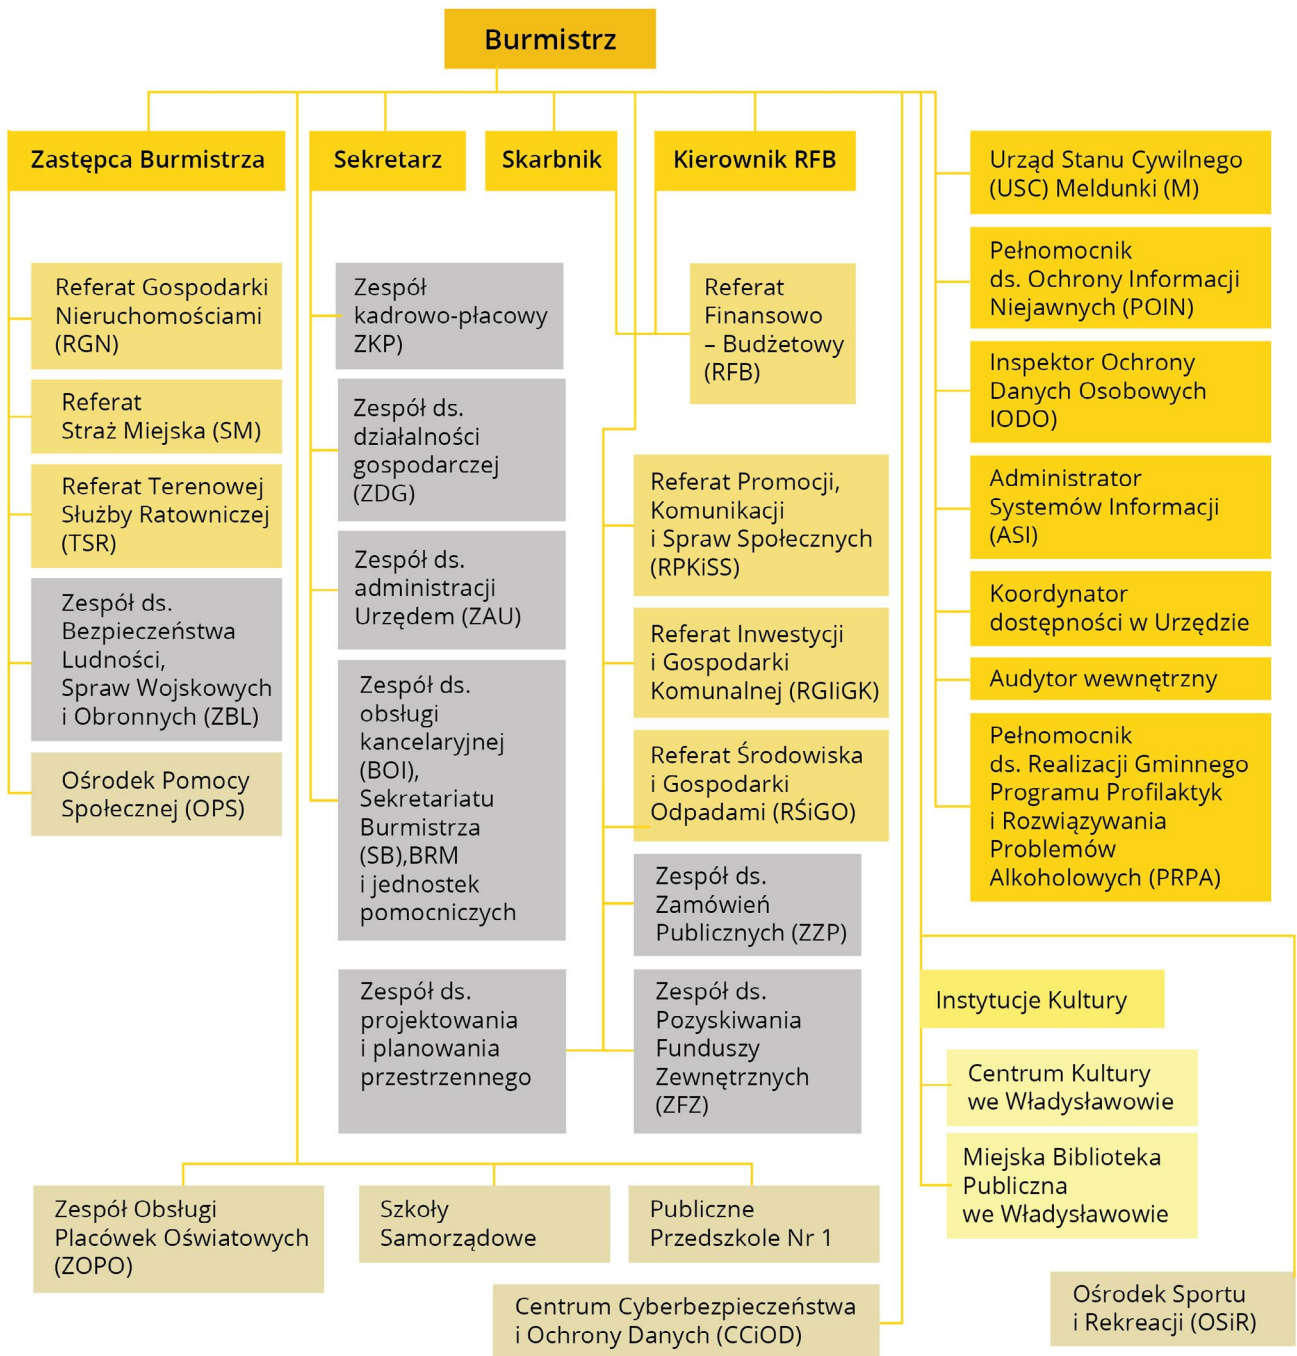 Burmistrz
Zastępca Burmistrza
Sekretarz
Skarbnik
Kierownik RFB
Referat Gospodarki
Nieruchomościami
(RGN)
Referat
Straż Miejska (SM)
Referat Terenowej
Służby Ratowniczej
(TSR)
Zespół ds.
Bezpieczeństwa
Ludności,
Spraw Wojskowych
i Obronnych (ZBL)
Ośrodek Pomocy
Społecznej (OPS)
Zespół
kadrowo-płacowy
ZKP)
Zespół ds.
działalności
gospodarczej
(ZDG)
Zespół ds.
administracji
Urzędem (ZAU)
Zespół ds.
obsługi
kancelaryjnej
(BOI),
Sekretariatu
Burmistrza
(SB),BRM
i jednostek
pomocniczych
Zespół ds.
projektowania
i planowania
przestrzennego
Referat
Finansowo
– Budżetowy
(RFB)
Referat Promocji,
Komunikacji
i Spraw Społecznych
(RPKiSS)
Referat Inwestycji
i Gospodarki
Komunalnej (RGIiGK)
Referat Środowiska
i Gospodarki
Odpadami (RŚiGO)
Zespół ds.
Zamówień
Publicznych (ZZP)
Zespół ds.
Pozyskiwania
Funduszy
Zewnętrznych
(ZFZ)
Urząd Stanu Cywilnego
(USC) Meldunki (M)
Pełnomocnik
ds. Ochrony Informacji
Niejawnych (POIN)
Inspektor Ochrony
Danych Osobowych
IODO)
Administrator
Systemów Informacji
(ASI)
Koordynator
dostępności w Urzędzie
Audytor wewnętrzny
Pełnomocnik
ds. Realizacji Gminnego
Programu Profilaktyk
i Rozwiązywania
Problemów
Alkoholowych (PRPA)
Instytucje Kultury
Centrum Kultury
we Władysławowie
Miejska Biblioteka
Publiczna
we Władysławowie
Zespół Obsługi
Placówek Oświatowych
(ZOPO)
Szkoły
Samorządowe
Publiczne
Przedszkole Nr 1
Centrum Cyberbezpieczeństwa
i Ochrony Danych (CCiOD)
Ośrodek Sportu
i Rekreacji (OSiR)